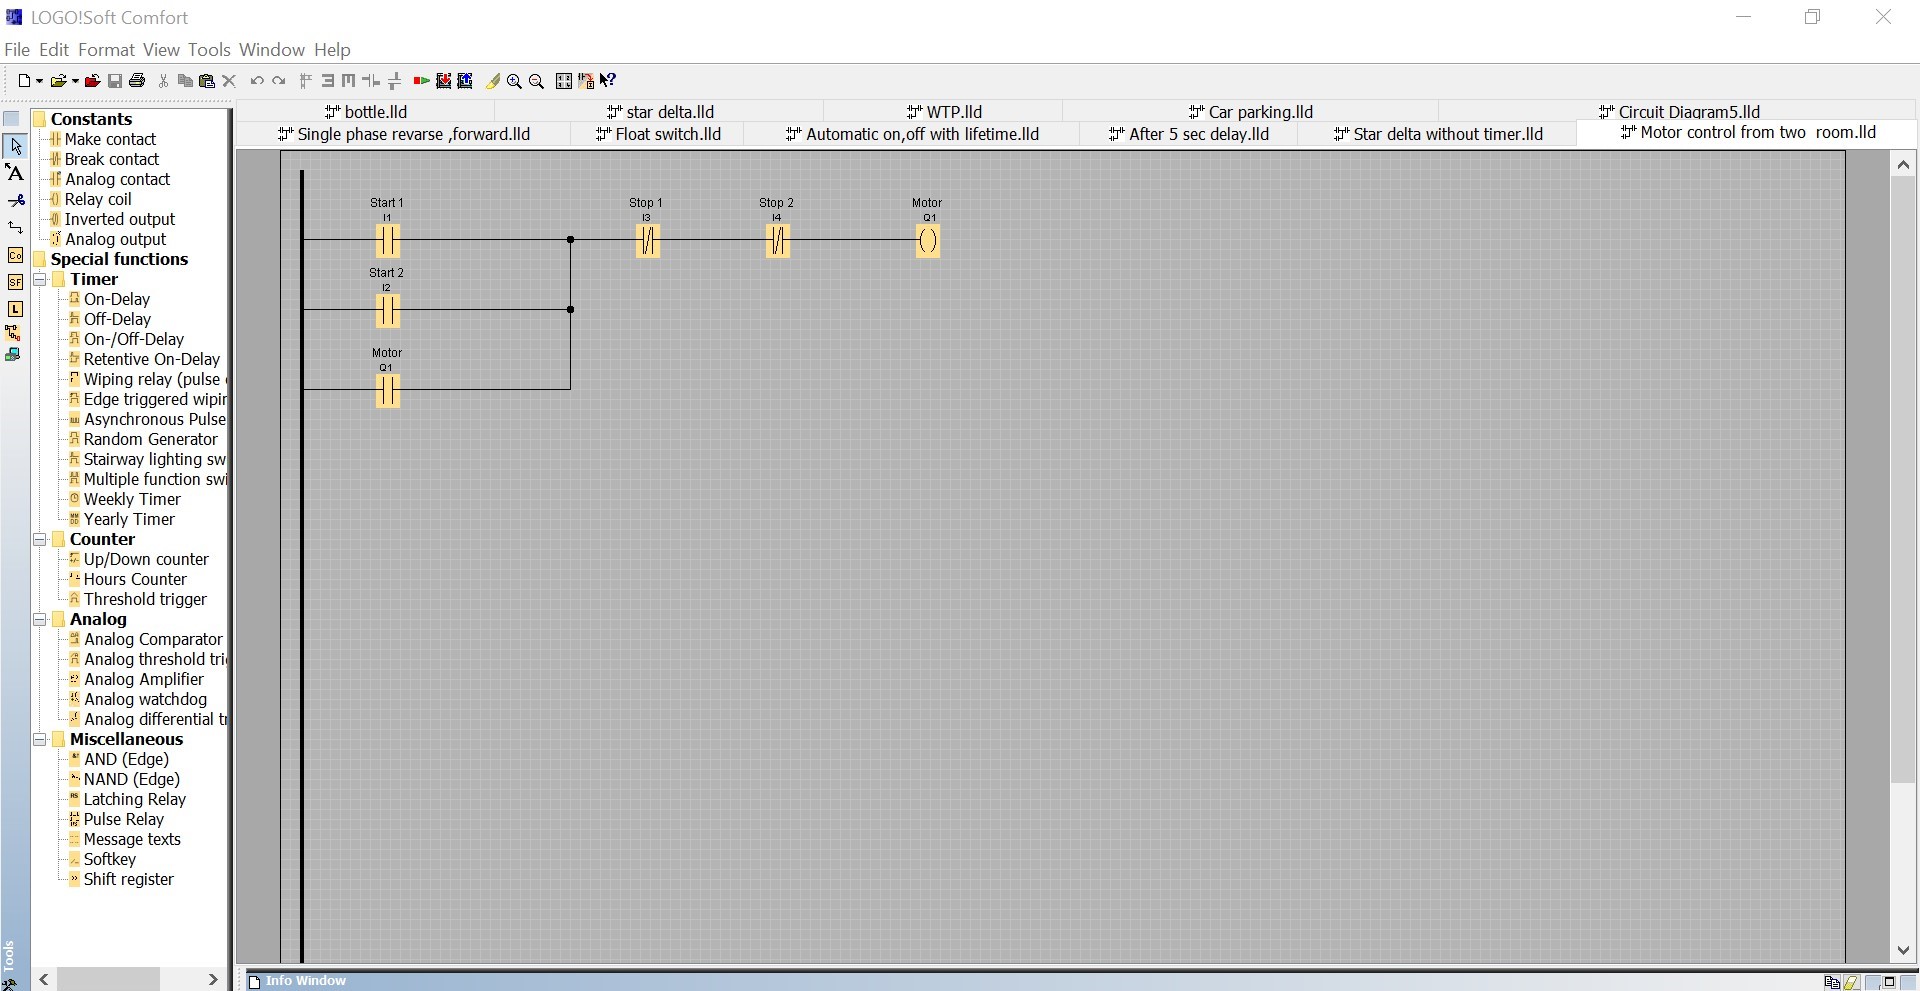 LOGO!Soft Comfort
File Edit Format View Tools Window Help
bottle.lld
star delta.lld
WTP.lld
Car parking.lld
Circuit Diagram5.lld
Single phase revarse ,forward.lld
Float switch.lld
Automatic on,off with lifetime.lld
After 5 sec delay.lld
Star delta without timer.lld
Motor control from two room.lld
Constants
Make contact
Break contact
Analog contact
Relay coil
Inverted output
Analog output
Special functions
Timer
On-Delay
Off-Delay
On-/Off-Delay
Retentive On-Delay
Wiping relay (pulse
Edge triggered wipin
Asynchronous Pulse
Random Generator
Stairway lighting sw
Multiple function swi
Weekly Timer
Yearly Timer
Counter
Up/Down counter
Hours Counter
Threshold trigger
Analog
Analog Comparator
Analog threshold tri
Analog Amplifier
Analog watchdog
Analog differential t
Miscellaneous
AND (Edge)
NAND (Edge)
Latching Relay
Pulse Relay
Message texts
Softkey
Shift register
A
Co
SF
L
Tools
Start 1
I1
Stop 1
I3
Stop 2
I4
Motor
Q1
Start 2
I2
Motor
Q1
Info Window